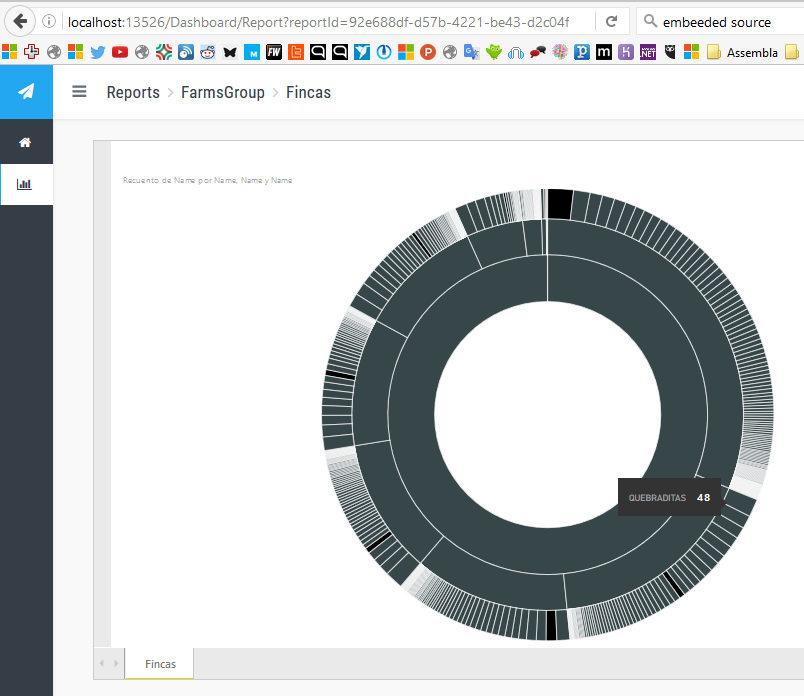 localhost:13526/Dashboard/Report?reportId=92e688df-d57b-4221-be43-d2c04f
embeeded source
Assembla
Reports > FarmsGroup > Fincas
Recuento de Name por Name, Name y Name
QUEBRADITAS 48
Fincas